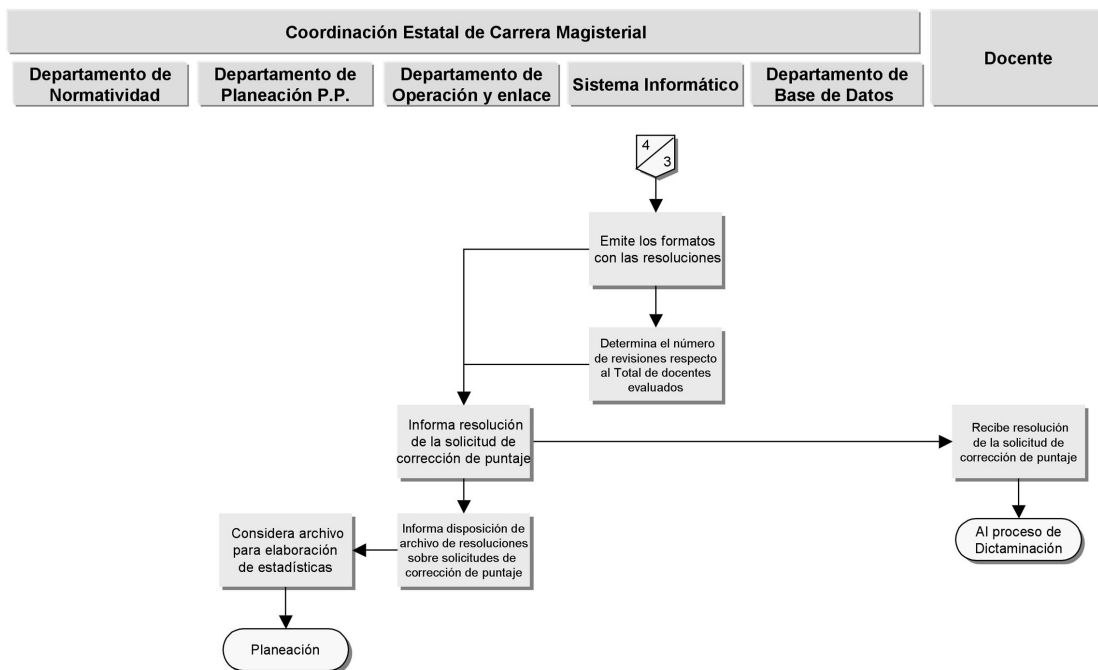 Coordinación Estatal de Carrera Magisterial
Docente
Departamento de
Normatividad
Departamento de
Planeación P.P.
Departamento de
Operación y enlace
Sistema Informático
Departamento de
Base de Datos
4
3
Emite los formatos
con las resoluciones
Determina el número
de revisiones respecto
al Total de docentes
evaluados
Informa resolución
de la solicitud de
corrección de puntaje
Recibe resolución
de la solicitud de
corrección de puntaje
Considera archivo
para elaboración
de estadísticas
Informa disposición de
archivo de resoluciones
sobre solicitudes de
corrección de puntaje
Al proceso de
Dictaminación
Planeación